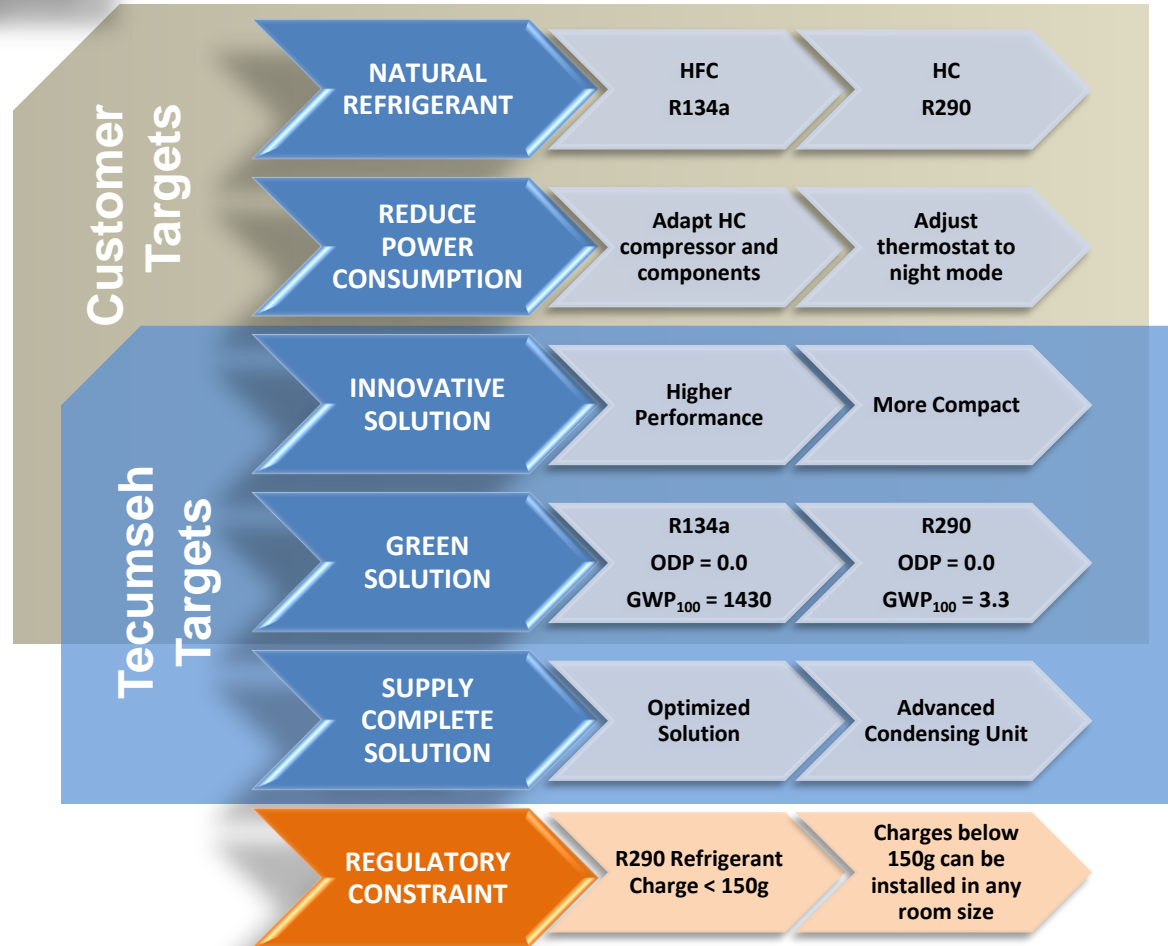 Customer
Targets
NATURAL
REFRIGERANT
HFC
R134a
HC
R290
REDUCE
POWER
CONSUMPTION
Adapt HC
compressor and
components
Adjust
thermostat to
night mode
Tecumseh
Targets
INNOVATIVE
SOLUTION
Higher
Performance
More Compact
GREEN
SOLUTION
R134a
ODP = 0.0
GWP₁₀₀ = 1430
R290
ODP = 0.0
GWP₁₀₀ = 3.3
SUPPLY
COMPLETE
SOLUTION
Optimized
Solution
Advanced
Condensing Unit
REGULATORY
CONSTRAINT
R290 Refrigerant
Charge < 150g
Charges below
150g can be
installed in any
room size